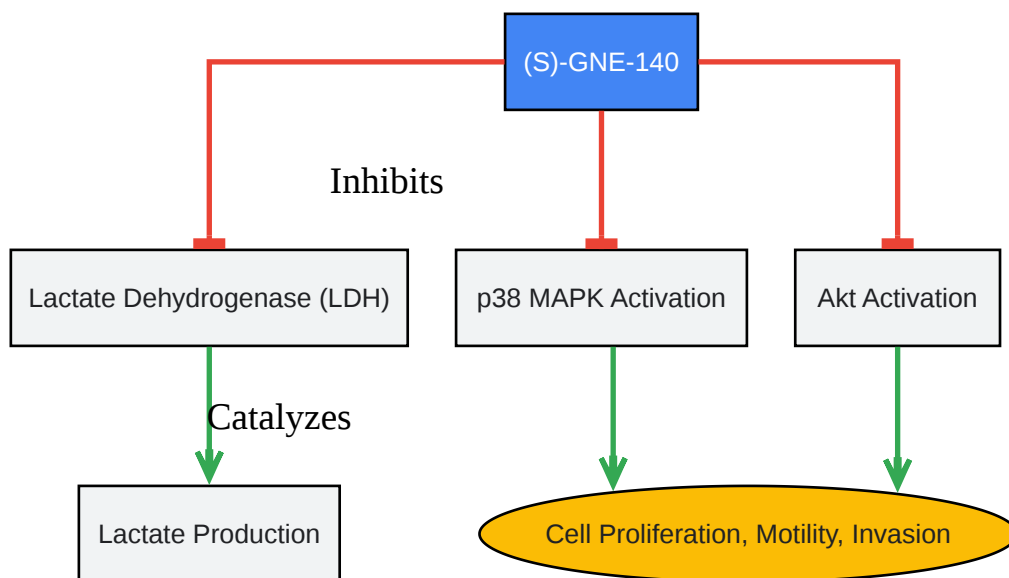 (S)-GNE-140
Inhibits
Lactate Dehydrogenase (LDH)
p38 MAPK Activation
Akt Activation
Catalyzes
Lactate Production
Cell Proliferation, Motility, Invasion